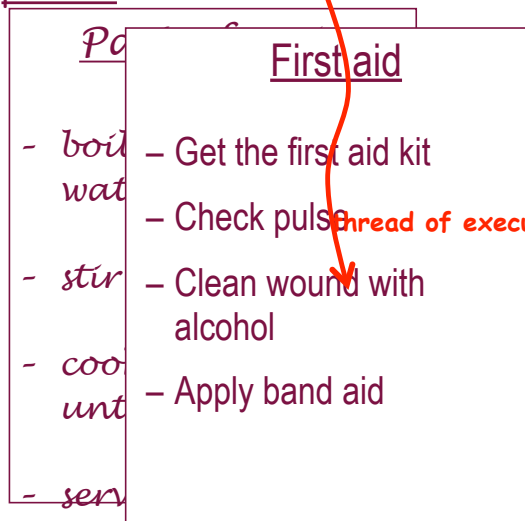 First aid
– Get the first aid kit
– Check pulse
thread of
– Clean wound with
alcohol
– Apply band aid
- boil
wat
- stir
- coo
unt
- serv